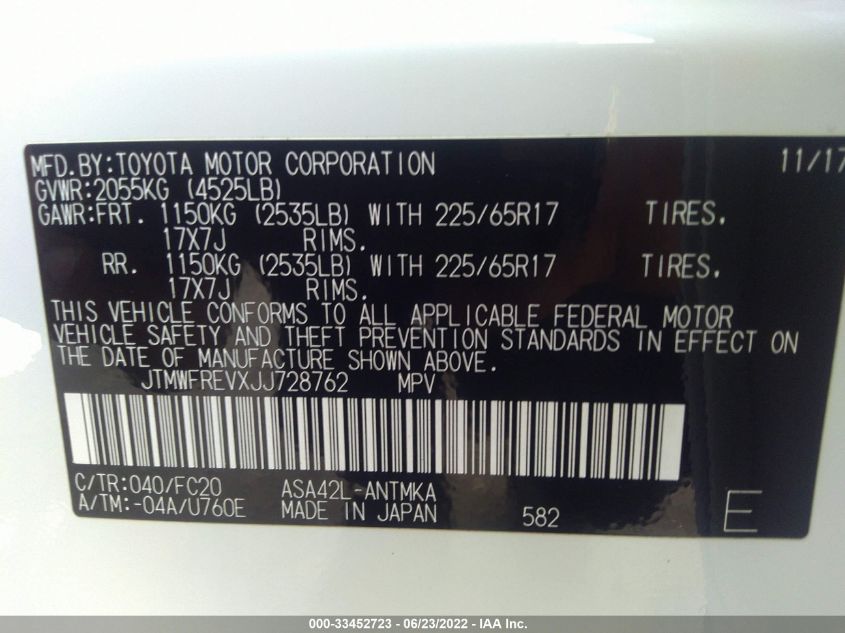 MFD.BY:TOYOTA MOTOR CORPORATION 11/17
GVWR:2055KG (4525LB)
GAWR:FRT. 1150KG (2535LB) WITH 225/65R17 TIRES.
17X7J RIMS.
RR. 1150KG (2535LB) WITH 225/65R17 TIRES.
17X7J RIMS.
THIS VEHICLE CONFORMS TO ALL APPLICABLE FEDERAL MOTOR
VEHICLE SAFETY AND THEFT PREVENTION STANDARDS IN EFFECT ON
THE DATE OF MANUFACTURE SHOWN ABOVE.
JTMWFREVXJJ728762 MPV
C/TR:040/FC20 ASA42L-ANTMKA
A/TM:-04A/U760E MADE IN JAPAN 582 E
000-33452723 - 06/23/2022 - IAA Inc.